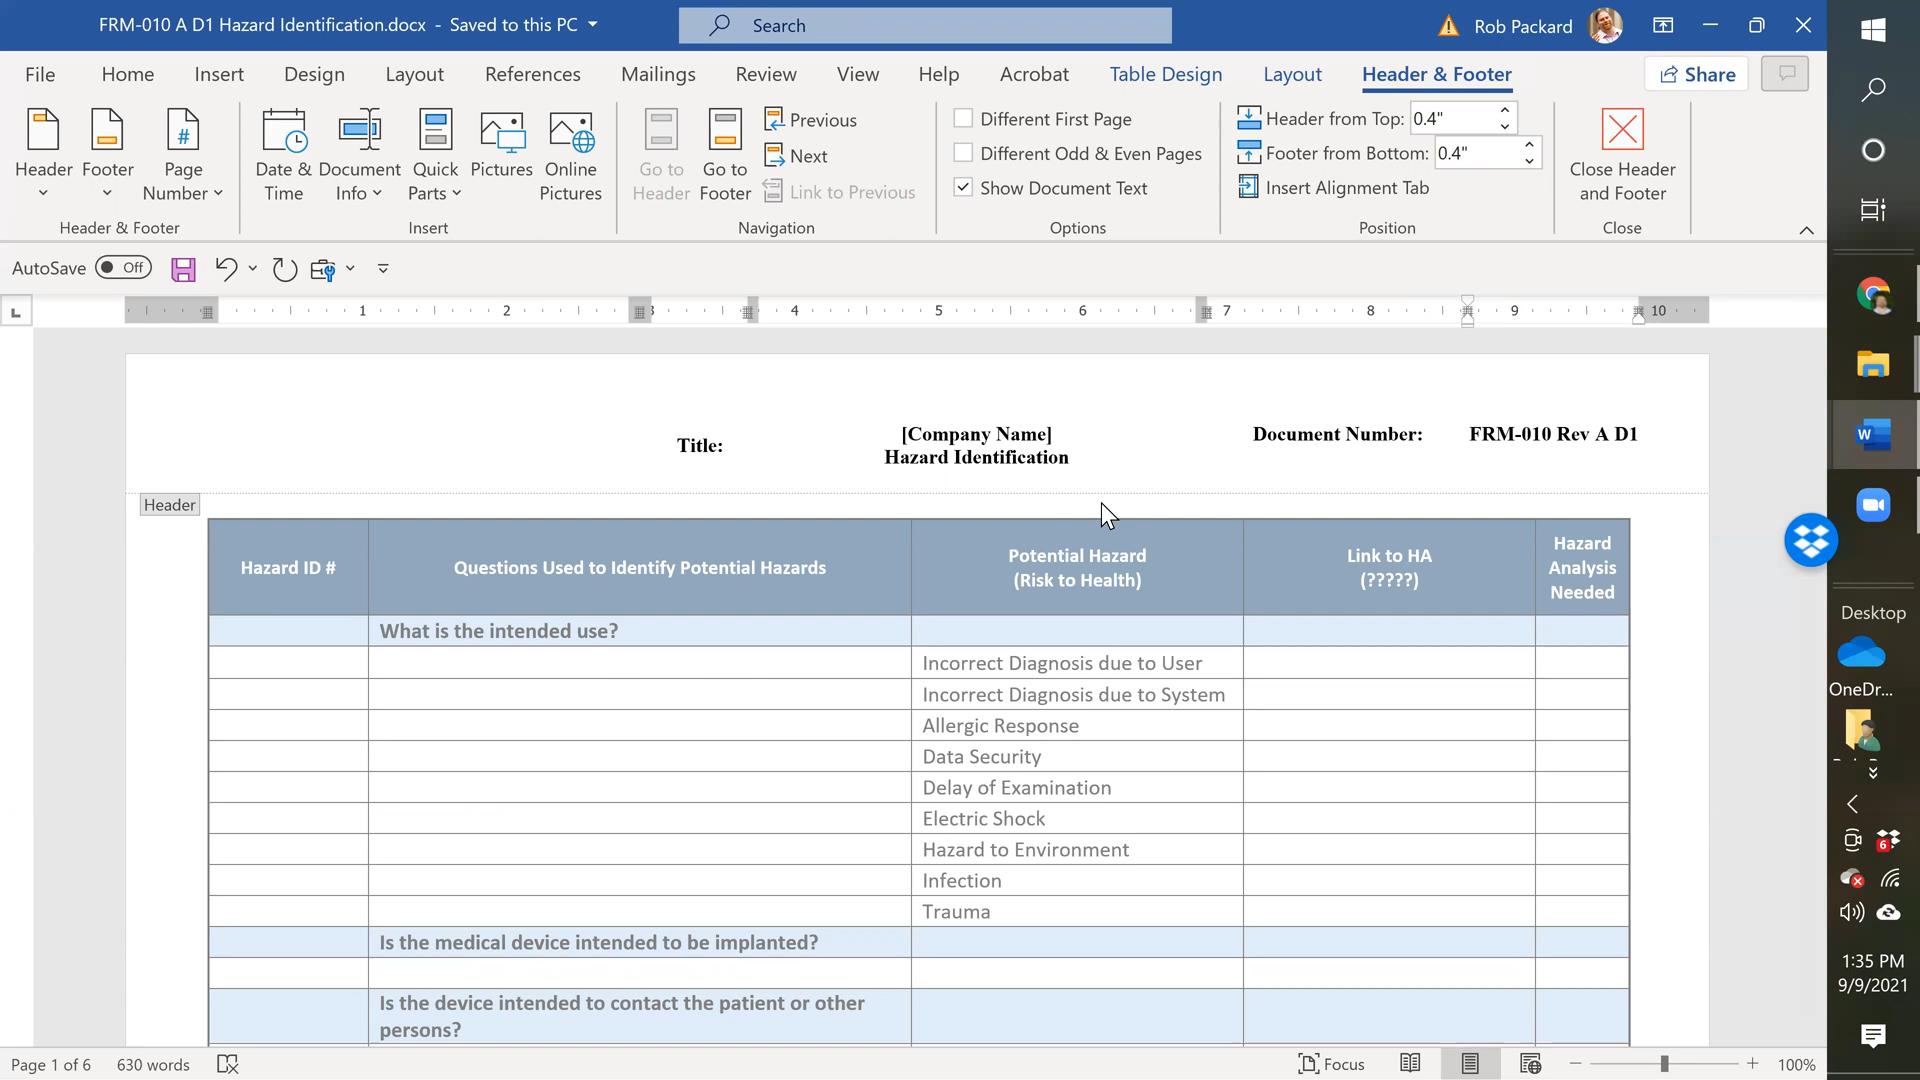 FRM-010 A D1 Hazard Identification.docx - Saved to this PC
Search
Rob Packard
File Home Insert Design Layout References Mailings Review View Help Acrobat Table Design Layout Header & Footer Share
Header
Footer
Page
Number
Header & Footer
Date &
Time
Document
Info
Quick
Parts
Pictures
Online
Pictures
Insert
Go to
Header
Go to
Footer
Previous
Next
Link to Previous
Navigation
Different First Page
Different Odd & Even Pages
Show Document Text
Options
Header from Top: 0.4"
Footer from Bottom: 0.4"
Insert Alignment Tab
Position
Close Header
and Footer
Close
AutoSave Off
1 2 3 4 5 6 7 8 9 10
Title:
[Company Name]
Hazard Identification
Document Number: FRM-010 Rev A D1
Header
Hazard ID #
Questions Used to Identify Potential Hazards
Potential Hazard
(Risk to Health)
Link to HA
(?????)
Hazard
Analysis
Needed
What is the intended use?
Incorrect Diagnosis due to User
Incorrect Diagnosis due to System
Allergic Response
Data Security
Delay of Examination
Electric Shock
Hazard to Environment
Infection
Trauma
Is the medical device intended to be implanted?
Is the device intended to contact the patient or other
persons?
Page 1 of 6 630 words
Focus
100%
W
Desktop
OneDr...
6
1:35 PM
9/9/2021